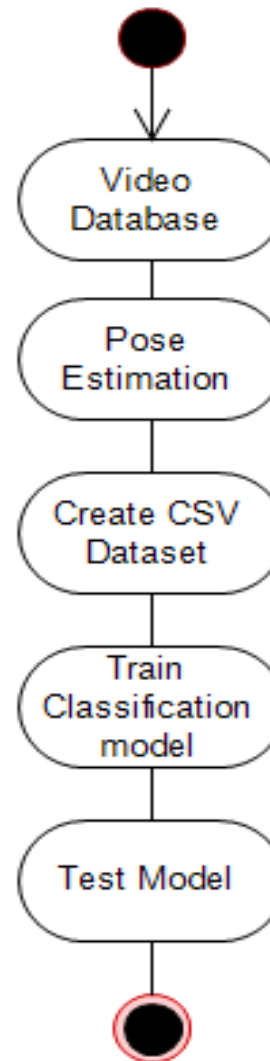 Video
Database
Pose
Estimation
Create CSV
Dataset
Train
Classification
model
Test Model